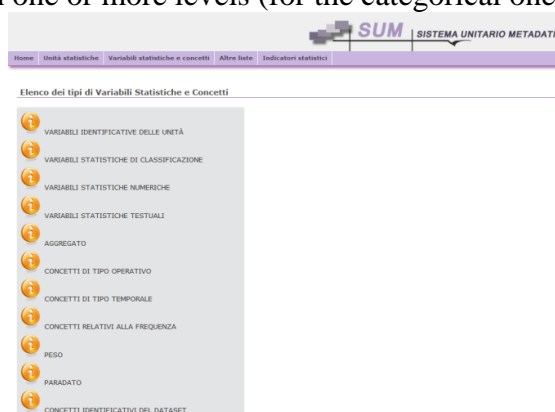 one or more levels (for the categorical one
SUM SISTEMA UNITARIO METADATI
Home Unità statistiche Variabili statistiche e concetti Altre liste Indicatori statistici
Elenco dei tipi di Variabili Statistiche e Concetti
VARIABILI IDENTIFICATIVE DELLE UNITÀ
VARIABILI STATISTICHE DI CLASSIFICAZIONE
VARIABILI STATISTICHE NUMERICHE
VARIABILI STATISTICHE TESTUALI
AGGREGATO
CONCETTI DI TIPO OPERATIVO
CONCETTI DI TIPO TEMPORALE
CONCETTI RELATIVI ALLA FREQUENZA
PESO
PARADATO
CONCETTI IDENTIFICATIVI DEL DATASET